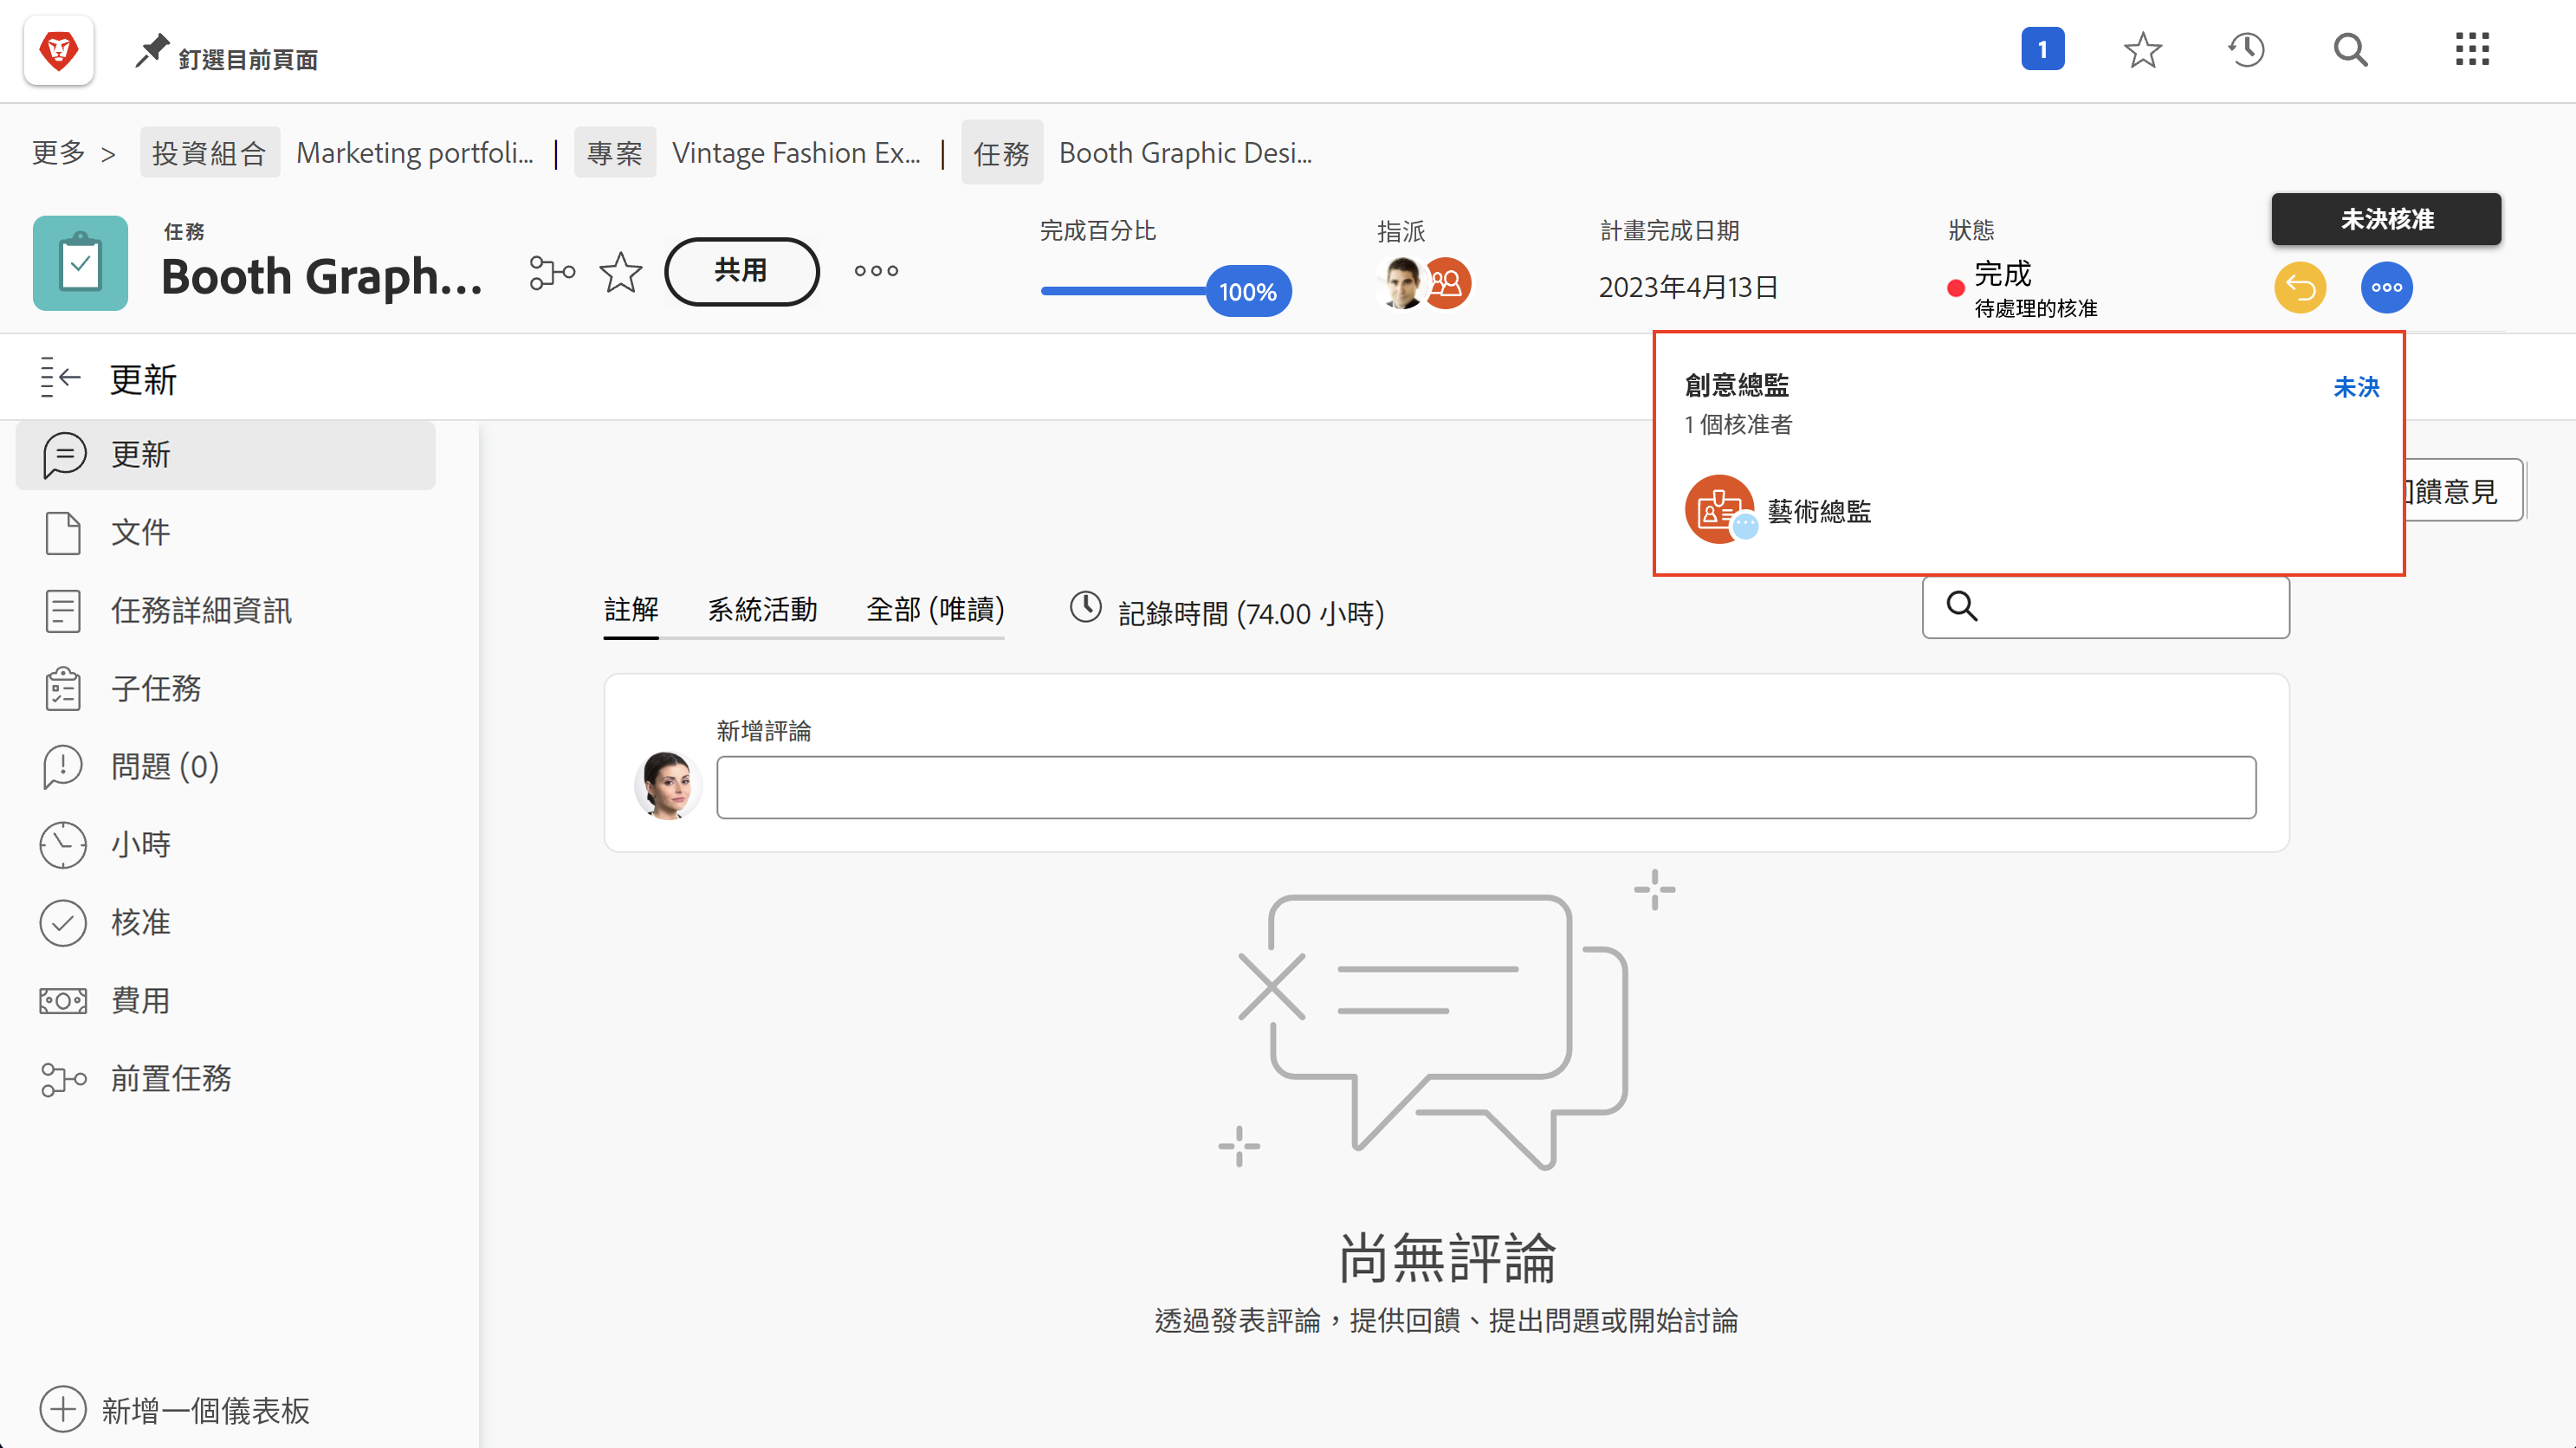 釘選目前頁面
1
更多 > 投資組合 Marketing portfoli... | 專案 Vintage Fashion Ex... | 任務 Booth Graphic Desi...
未決核准
任務
Booth Graph...
共用
完成百分比
100%
指派
計畫完成日期
2023年4月13日
狀態
完成
待處理的核准
更新
創意總監
未決
1 個核准者
藝術總監
饋意見
更新
文件
任務詳細資訊
子任務
問題 (0)
小時
核准
費用
前置任務
新增一個儀表板
註解
系統活動
全部 (唯讀)
記錄時間 (74.00 小時)
新增評論
尚無評論
透過發表評論，提供回饋、提出問題或開始討論